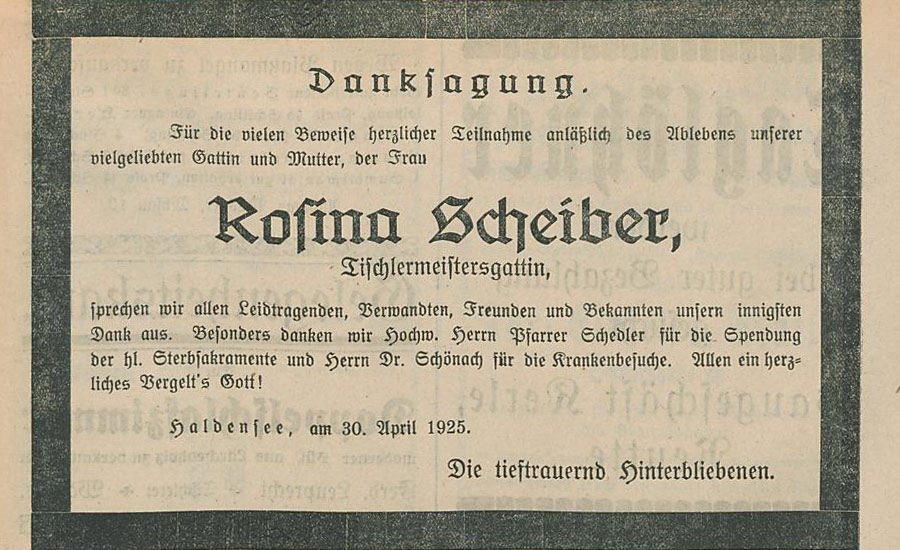 Danksagung.
Für die vielen Beweise herzlicher Teilnahme anläßlich des Ablebens unserer
vielgeliebten Gattin und Mutter, der Frau
Rosina Scheiber,
Tischlermeistersgattin,
sprechen wir allen Leidtragenden, Verwandten, Freunden und Bekannten unsern innigsten
Dank aus. Besonders danken wir Hochw. Herrn Pfarrer Schedler für die Spendung
der hl. Sterbsakramente und Herrn Dr. Schönach für die Krankenbesuche. Allen ein herz-
liches Vergelt's Gott!
Haldensee, am 30. April 1925.
Die tieftrauernd Hinterbliebenen.